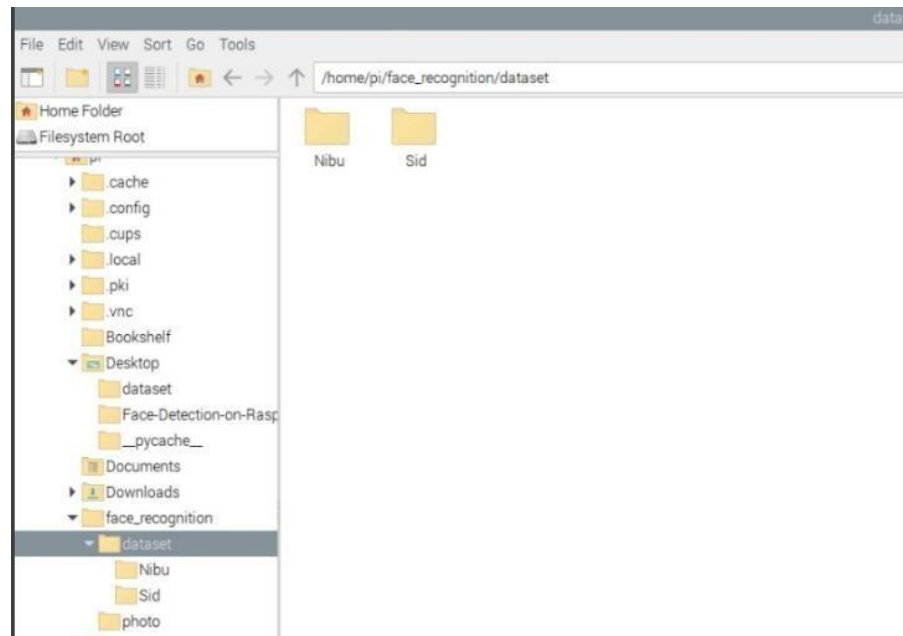 data
File Edit View Sort Go Tools
/home/pi/face_recognition/dataset
Home Folder
Filesystem Root
pi
.cache
.config
.cups
.local
.pki
.vnc
Bookshelf
Desktop
dataset
Face-Detection-on-Rasp
__pycache__
Documents
Downloads
face_recognition
dataset
Nibu
Sid
photo
Nibu Sid